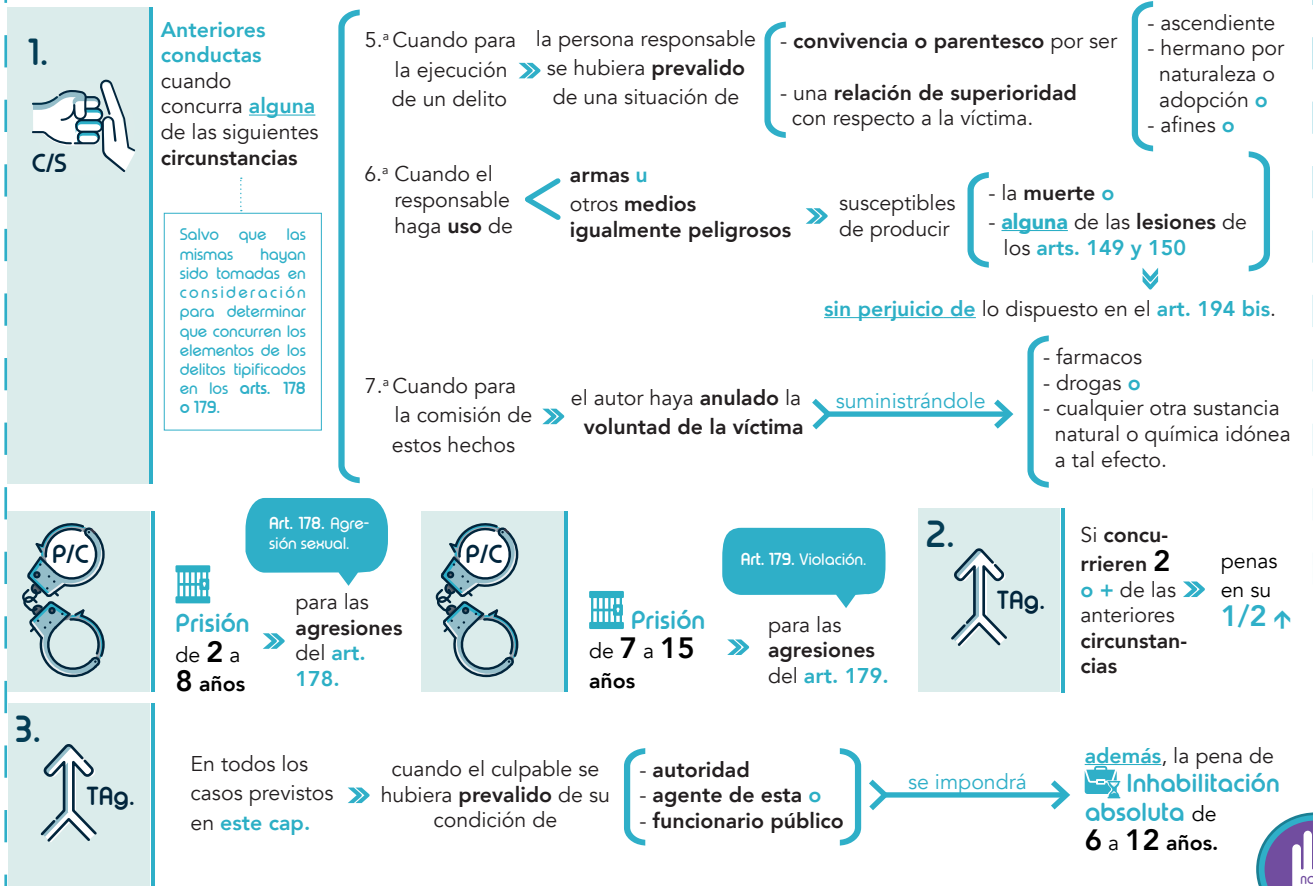 1.
C/S
Anteriores
conductas
cuando
concurra alguna
de las siguientes
circunstancias
Salvo que las
mismas hayan
sido tomadas en
consideración
para determinar
que concurren los
elementos de los
delitos tipificados
en los arts. 178
o 179.
5.ª Cuando para
la ejecución
de un delito
la persona responsable
se hubiera prevalido
de una situación de
- convivencia o parentesco por ser
- una relación de superioridad
con respecto a la víctima.
- ascendiente
- hermano por
naturaleza o
adopción o
- afines o
6.ª Cuando el
responsable
haga uso de
armas u
otros medios
igualmente peligrosos
susceptibles
de producir
- la muerte o
- alguna de las lesiones de
los arts. 149 y 150
sin perjuicio de lo dispuesto en el art. 194 bis.
7.ª Cuando para
la comisión de
estos hechos
el autor haya anulado la
voluntad de la víctima
suministrándole
- farmacos
- drogas o
- cualquier otra sustancia
natural o química idónea
a tal efecto.
P/C
Prisión
de 2 a
8 años
Art. 178. Agre-
sión sexual.
para las
agresiones
del art.
178.
P/C
Prisión
de 7 a 15
años
Art. 179. Violación.
para las
agresiones
del art. 179.
2.
TAg.
Si concu-
rrieren 2
o + de las
anteriores
circunstan-
cias
penas
en su
1/2 ↑
3.
TAg.
En todos los
casos previstos
en este cap.
cuando el culpable se
hubiera prevalido de su
condición de
- autoridad
- agente de esta o
- funcionario público
se impondrá
además, la pena de
Inhabilitación
absoluta de
6 a 12 años.